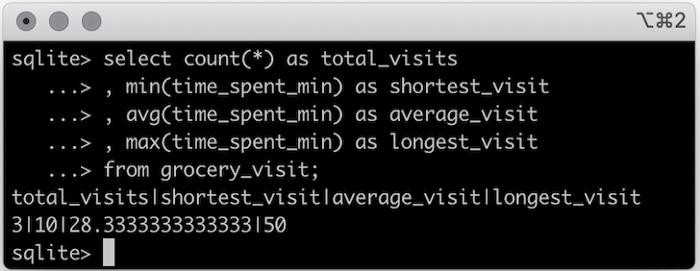 ⌥⌘2
sqlite> select count(*) as total_visits
...> , min(time_spent_min) as shortest_visit
...> , avg(time_spent_min) as average_visit
...> , max(time_spent_min) as longest_visit
...> from grocery_visit;
total_visits|shortest_visit|average_visit|longest_visit
3|10|28.3333333333333|50
sqlite>